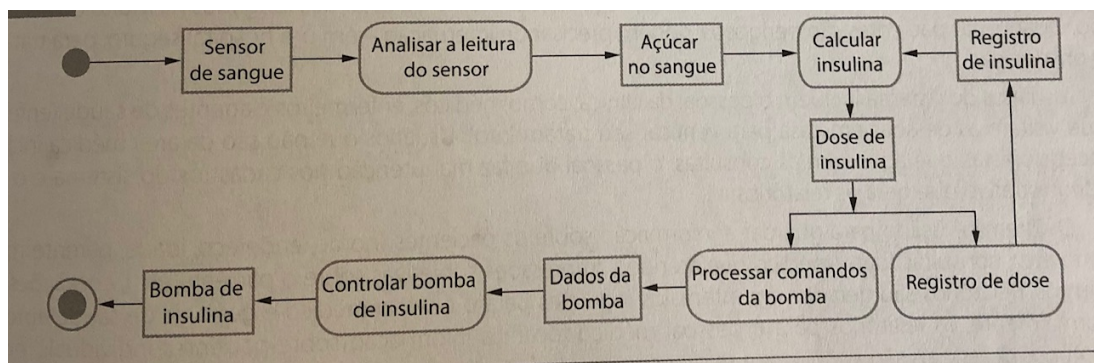 Sensor
de sangue
Analisar a leitura
do sensor
Açúcar
no sangue
Calcular
insulina
Registro
de insulina
Dose de
insulina
Bomba de
insulina
Controlar bomba
de insulina
Dados da
bomba
Processar comandos
da bomba
Registro de dose